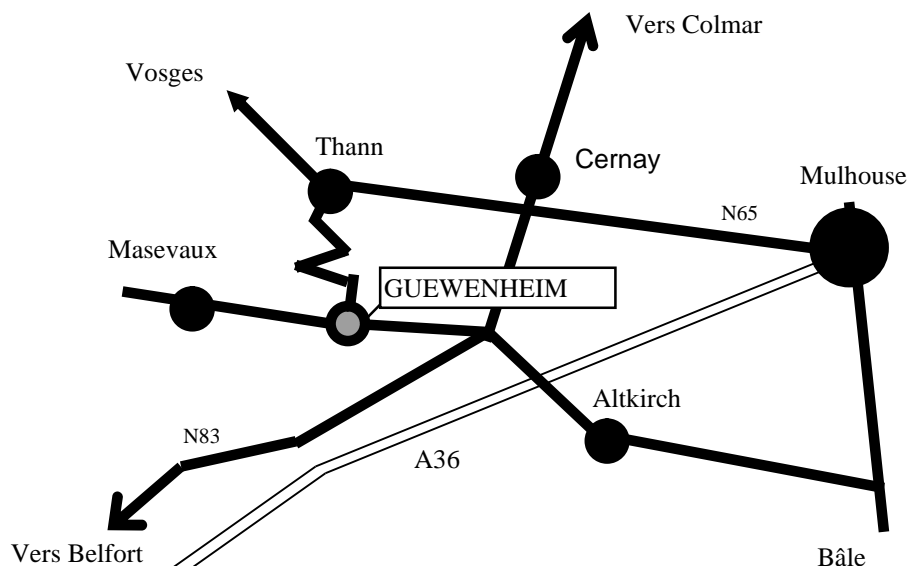 Vers Colmar
Vosges
Thann
Cernay
Mulhouse
N65
Masevaux
GUEWENHEIM
Altkirch
N83
A36
Vers Belfort
Bâle